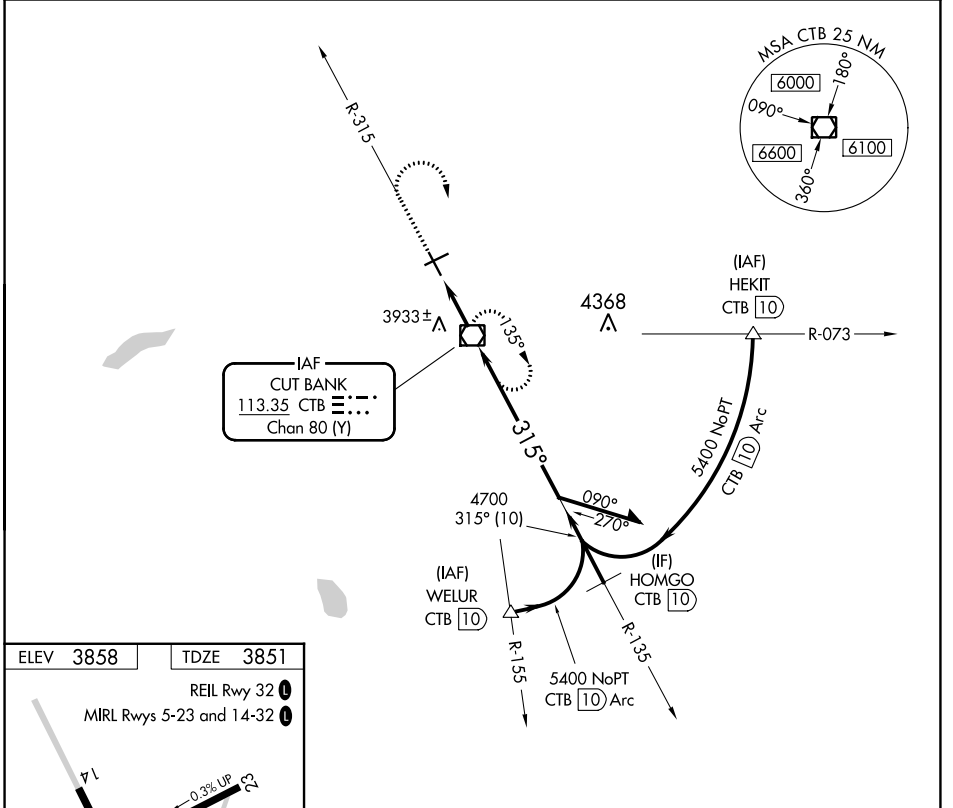 MSA CTB 25 NM
6000
180°
090°
6600
6100
360°
R-315
(IAF)
HEKIT
CTB 10
4368
R-073
3933±
135°
IAF
CUT BANK
113.35 CTB
Chan 80 (Y)
315°
5400 NoPT
CTB 10 Arc
4700
315° (10)
090°
270°
(IF)
HOMGO
CTB 10
(IAF)
WELUR
CTB 10
R-155
R-135
5400 NoPT
CTB 10 Arc
ELEV 3858
TDZE 3851
REIL Rwy 32 L
MIRL Rwys 5-23 and 14-32 L
14
0.3% UP
23